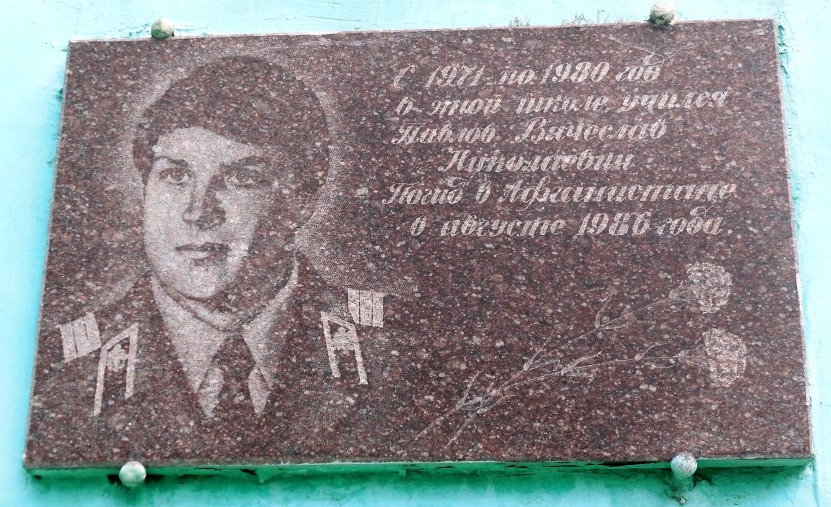 С 1971 по 1980 год
в этой школе учился
Павлов Вячеслав
Николаевич
Погиб в Афганистане
в августе 1986 года.